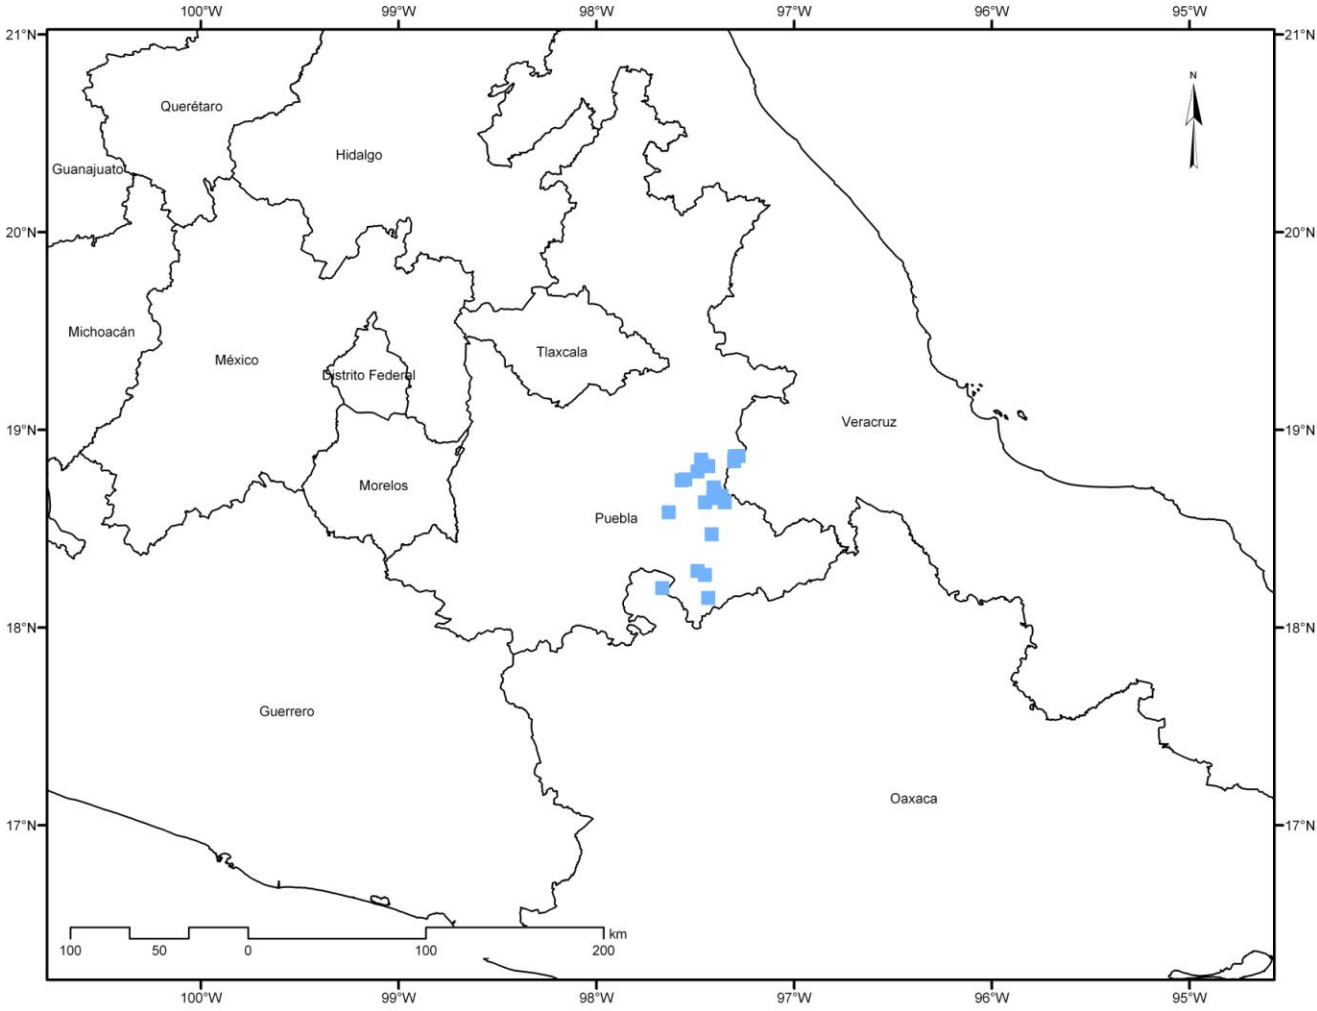 100°W 99°W 98°W 97°W 96°W 95°W
21°N 21°N
N
Querétaro
Hidalgo
Guanajuato
20°N 20°N
Michoacán
Tlaxcala
México
Distrito Federal
Veracruz
19°N 19°N
Morelos
Puebla
18°N 18°N
Guerrero
Oaxaca
17°N 17°N
km
100 50 0 100 200
100°W 99°W 98°W 97°W 96°W 95°W